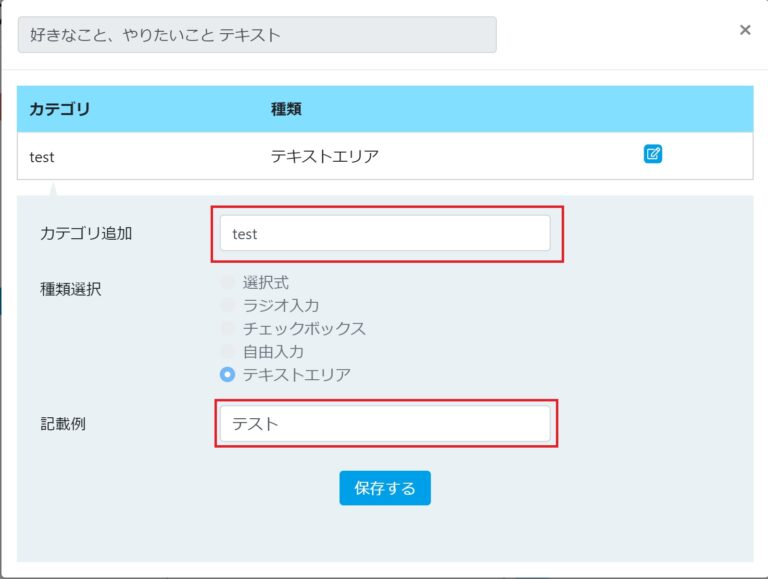 好きなこと、やりたいこと テキスト
×
カテゴリ 種類
test テキストエリア
カテゴリ追加 test
種類選択 選択式
ラジオ入力
チェックボックス
自由入力
テキストエリア
記載例 テスト
保存する